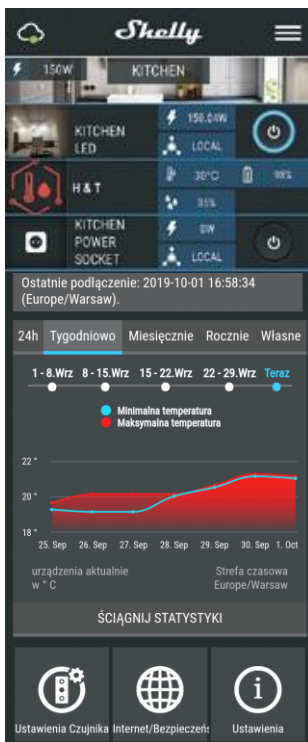 Shelly
150W KITCHEN
KITCHEN LED
150.04W
LOCAL
H & T
30°C
98%
35%
KITCHEN POWER SOCKET
0W
LOCAL
Ostatnie podłączenie: 2019-10-01 16:58:34
(Europe/Warsaw).
24h Tygodniowo Miesięcznie Rocznie Własne
1 - 8.Wrz 8 - 15.Wrz 15 - 22.Wrz 22 - 29.Wrz Teraz
Minimalna temperatura
Maksymalna temperatura
22 °
20 °
18 °
25. Sep 26. Sep 27. Sep 28. Sep 29. Sep 30. Sep 1. Oct
urządzenia aktualnie
w ° C
Strefa czasowa
Europe/Warsaw
ŚCIĄGNIJ STATYSTYKI
Ustawienia Czujnika Internet/Bezpieczeńs Ustawienia